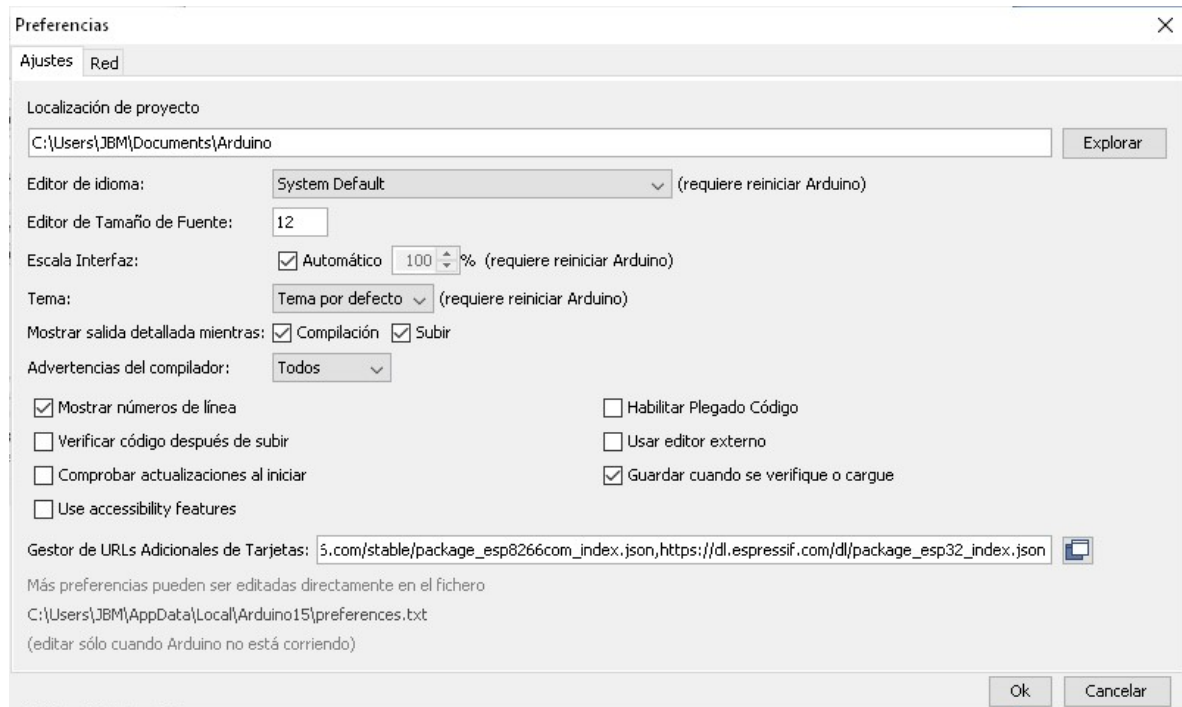 Preferencias
Ajustes Red
Localización de proyecto
C:\Users\JBM\Documents\Arduino Explorar
Editor de idioma: System Default (requiere reiniciar Arduino)
Editor de Tamaño de Fuente: 12
Escala Interfaz: Automático 100 % (requiere reiniciar Arduino)
Tema: Tema por defecto (requiere reiniciar Arduino)
Mostrar salida detallada mientras: Compilación Subir
Advertencias del compilador: Todos
Mostrar números de línea Habilitar Plegado Código
Verificar código después de subir Usar editor externo
Comprobar actualizaciones al iniciar Guardar cuando se verifique o cargue
Use accessibility features
Gestor de URLs Adicionales de Tarjetas: 6.com/stable/package_esp8266com_index.json,https://dl.espressif.com/dl/package_esp32_index.json
Más preferencias pueden ser editadas directamente en el fichero
C:\Users\JBM\AppData\Local\Arduino15\preferences.txt
(editar sólo cuando Arduino no está corriendo)
Ok Cancelar